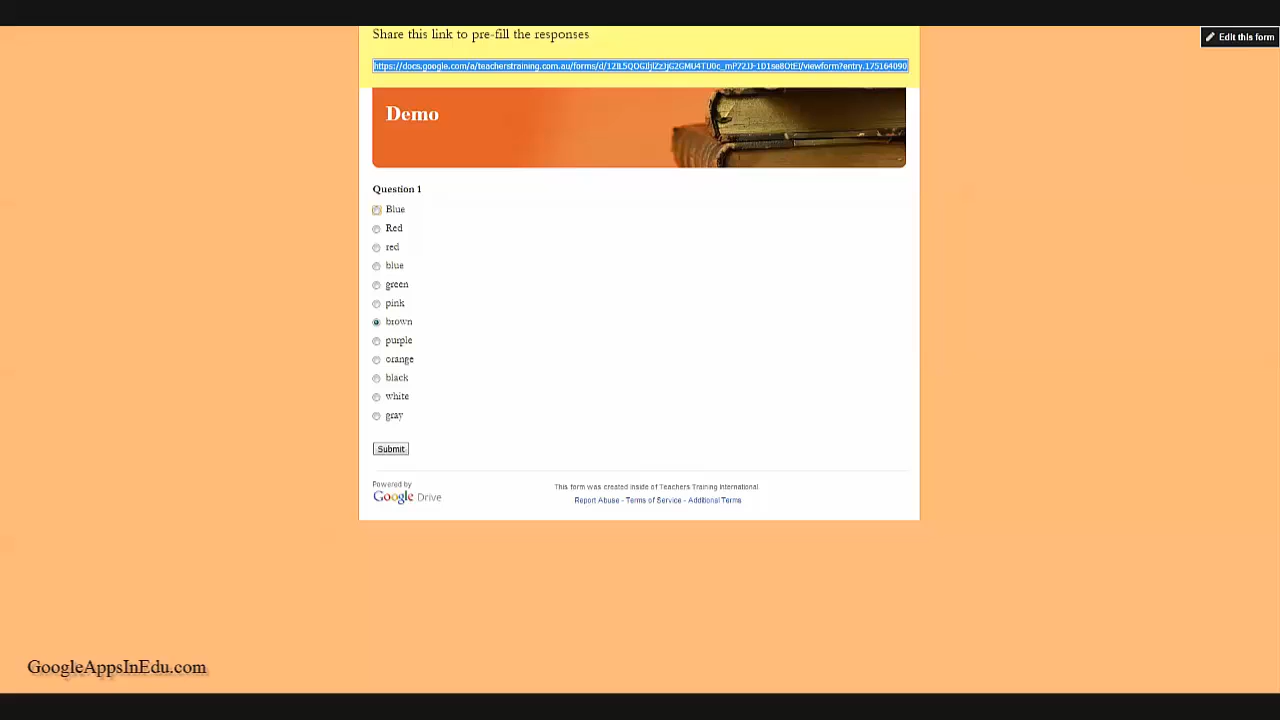 Share this link to pre-fill the responses
Edit this form
Demo
Question 1
Blue
Red
red
blue
green
pink
brown
purple
orange
black
white
gray
Submit
Powered by
Google Drive
This form was created inside of Teachers Training International
Report Abuse - Terms of Service - Additional Terms
GoogleAppsInEdu.com